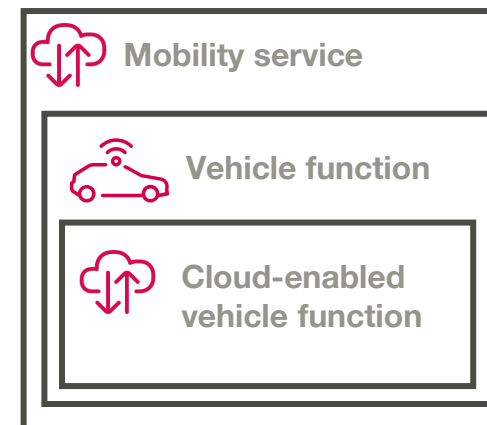 Mobility service
Vehicle function
Cloud-enabled
vehicle function